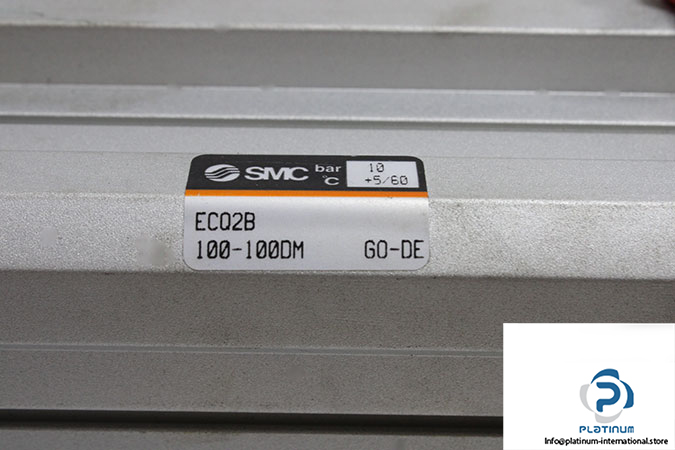 SMC bar 10
°C +5/60
ECQ2B
100-100DM GO-DE
PLATINUM
Info@platinum-international.store